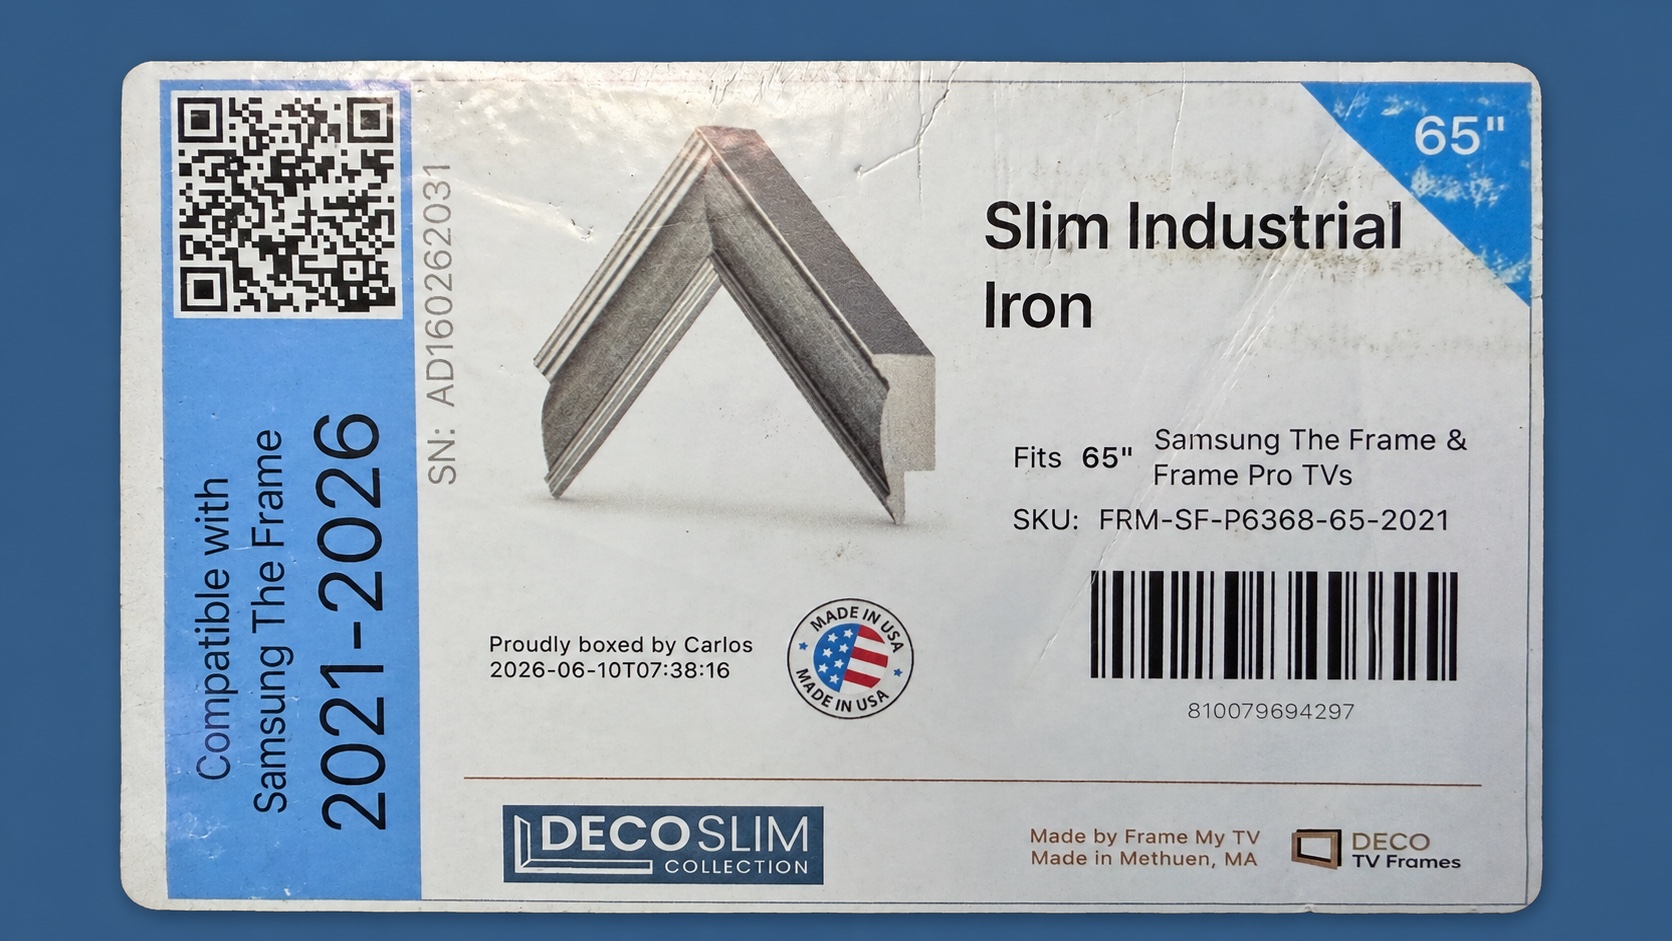 65"
Slim Industrial
Iron
SN: AD160262031
Compatible with
Samsung The Frame
2021-2026
Fits 65" Samsung The Frame &
Frame Pro TVs
SKU: FRM-SF-P6368-65-2021
810079694297
Proudly boxed by Carlos
2026-06-10T07:38:16
MADE IN USA
MADE IN USA
DECOSLIM
COLLECTION
Made by Frame My TV
Made in Methuen, MA
DECO
TV Frames